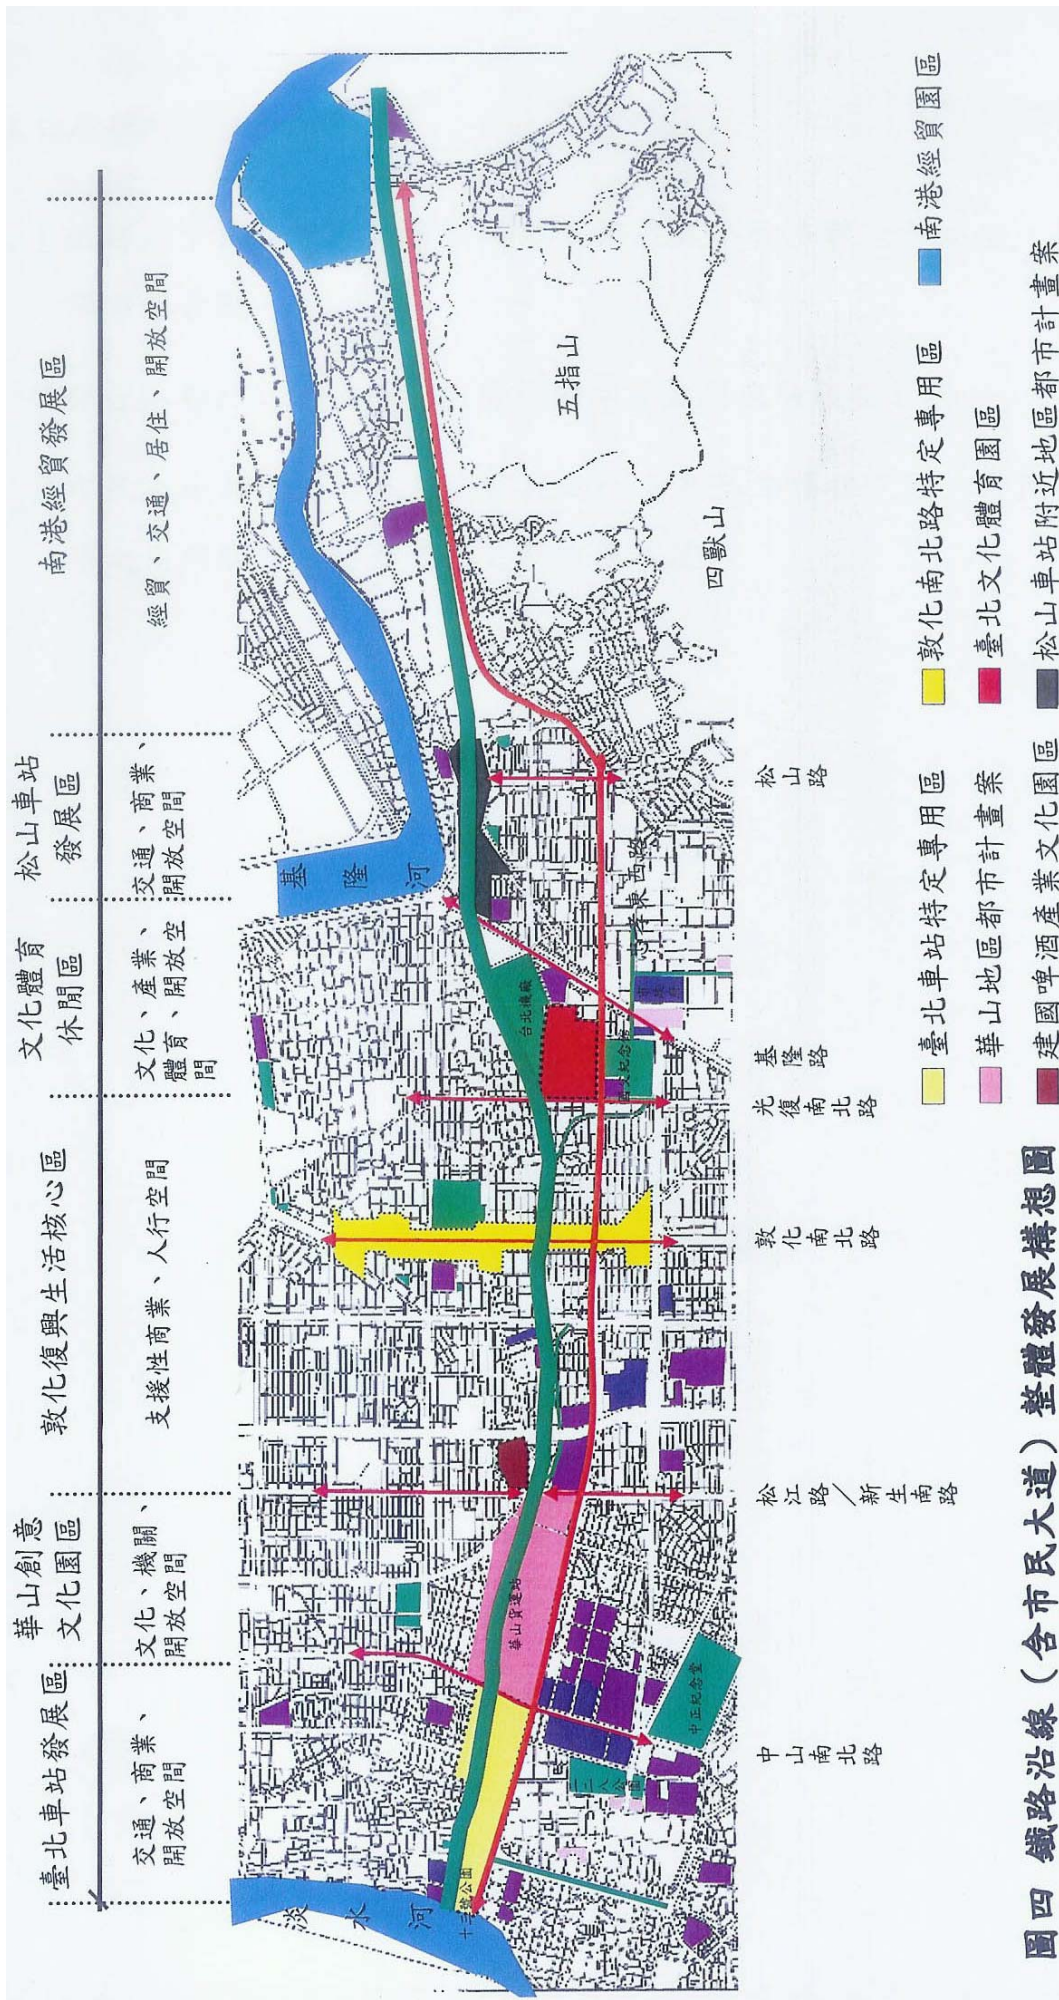 臺北車站發展區
華山創意
文化園區
敦化復興生活核心區
文化體育
休閒區
松山車站
發展區
南港經貿發展區
交通、商業、
開放空間
文化、機關
開放空間
支援性商業、人行空間
文化、產業、
體育、開放空
間
交通、商業、
開放空間
經貿、交通、居住、開放空間
淡水河
基隆河
十三號公園
華山貨運站
台北機廠
二二八公園
中正紀念堂
五指山
四獸山
中山南北路
松江路/新生南路
敦化南北路
光復南北路
基隆路
松山路
臺北車站特定專用區
敦化南北路特定專用區
南港經貿園區
華山地區都市計畫案
臺北文化體育園區
建國啤酒產業文化園區
松山車站附近地區都市計畫案
圖四 鐵路沿線(含市民大道)整體發展構想圖